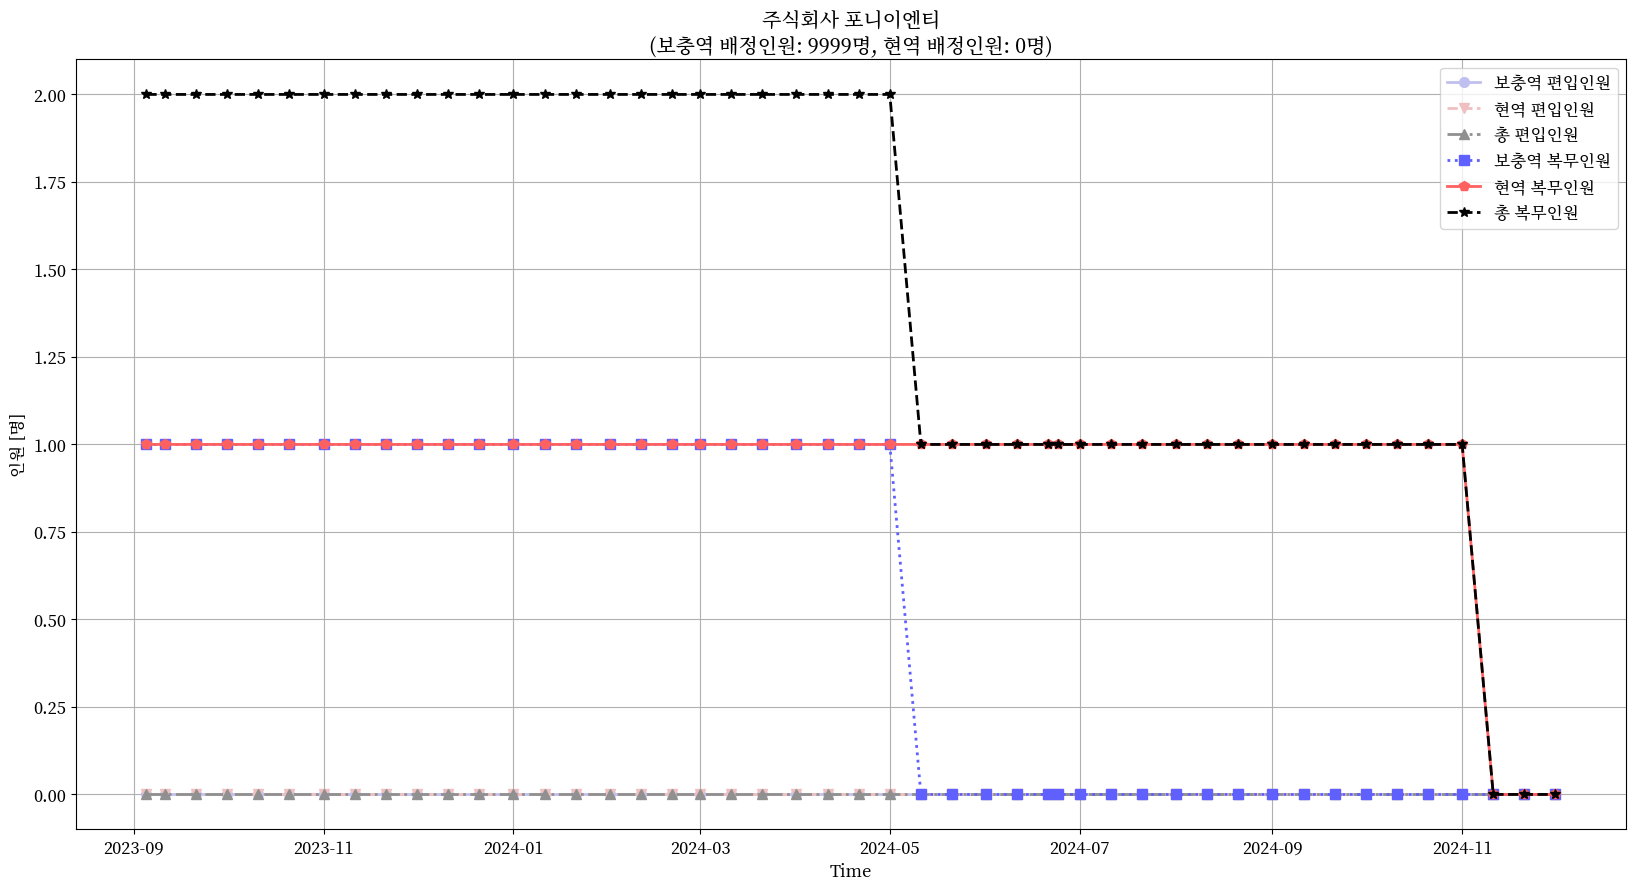 주식회사 포니이엔티
(보충역 배정인원: 9999명, 현역 배정인원: 0명)
보충역 편입인원
현역 편입인원
총 편입인원
보충역 복무인원
현역 복무인원
총 복무인원
인원 [명]
2.00
1.75
1.50
1.25
1.00
0.75
0.50
0.25
0.00
2023-09
2023-11
2024-01
2024-03
2024-05
2024-07
2024-09
2024-11
Time